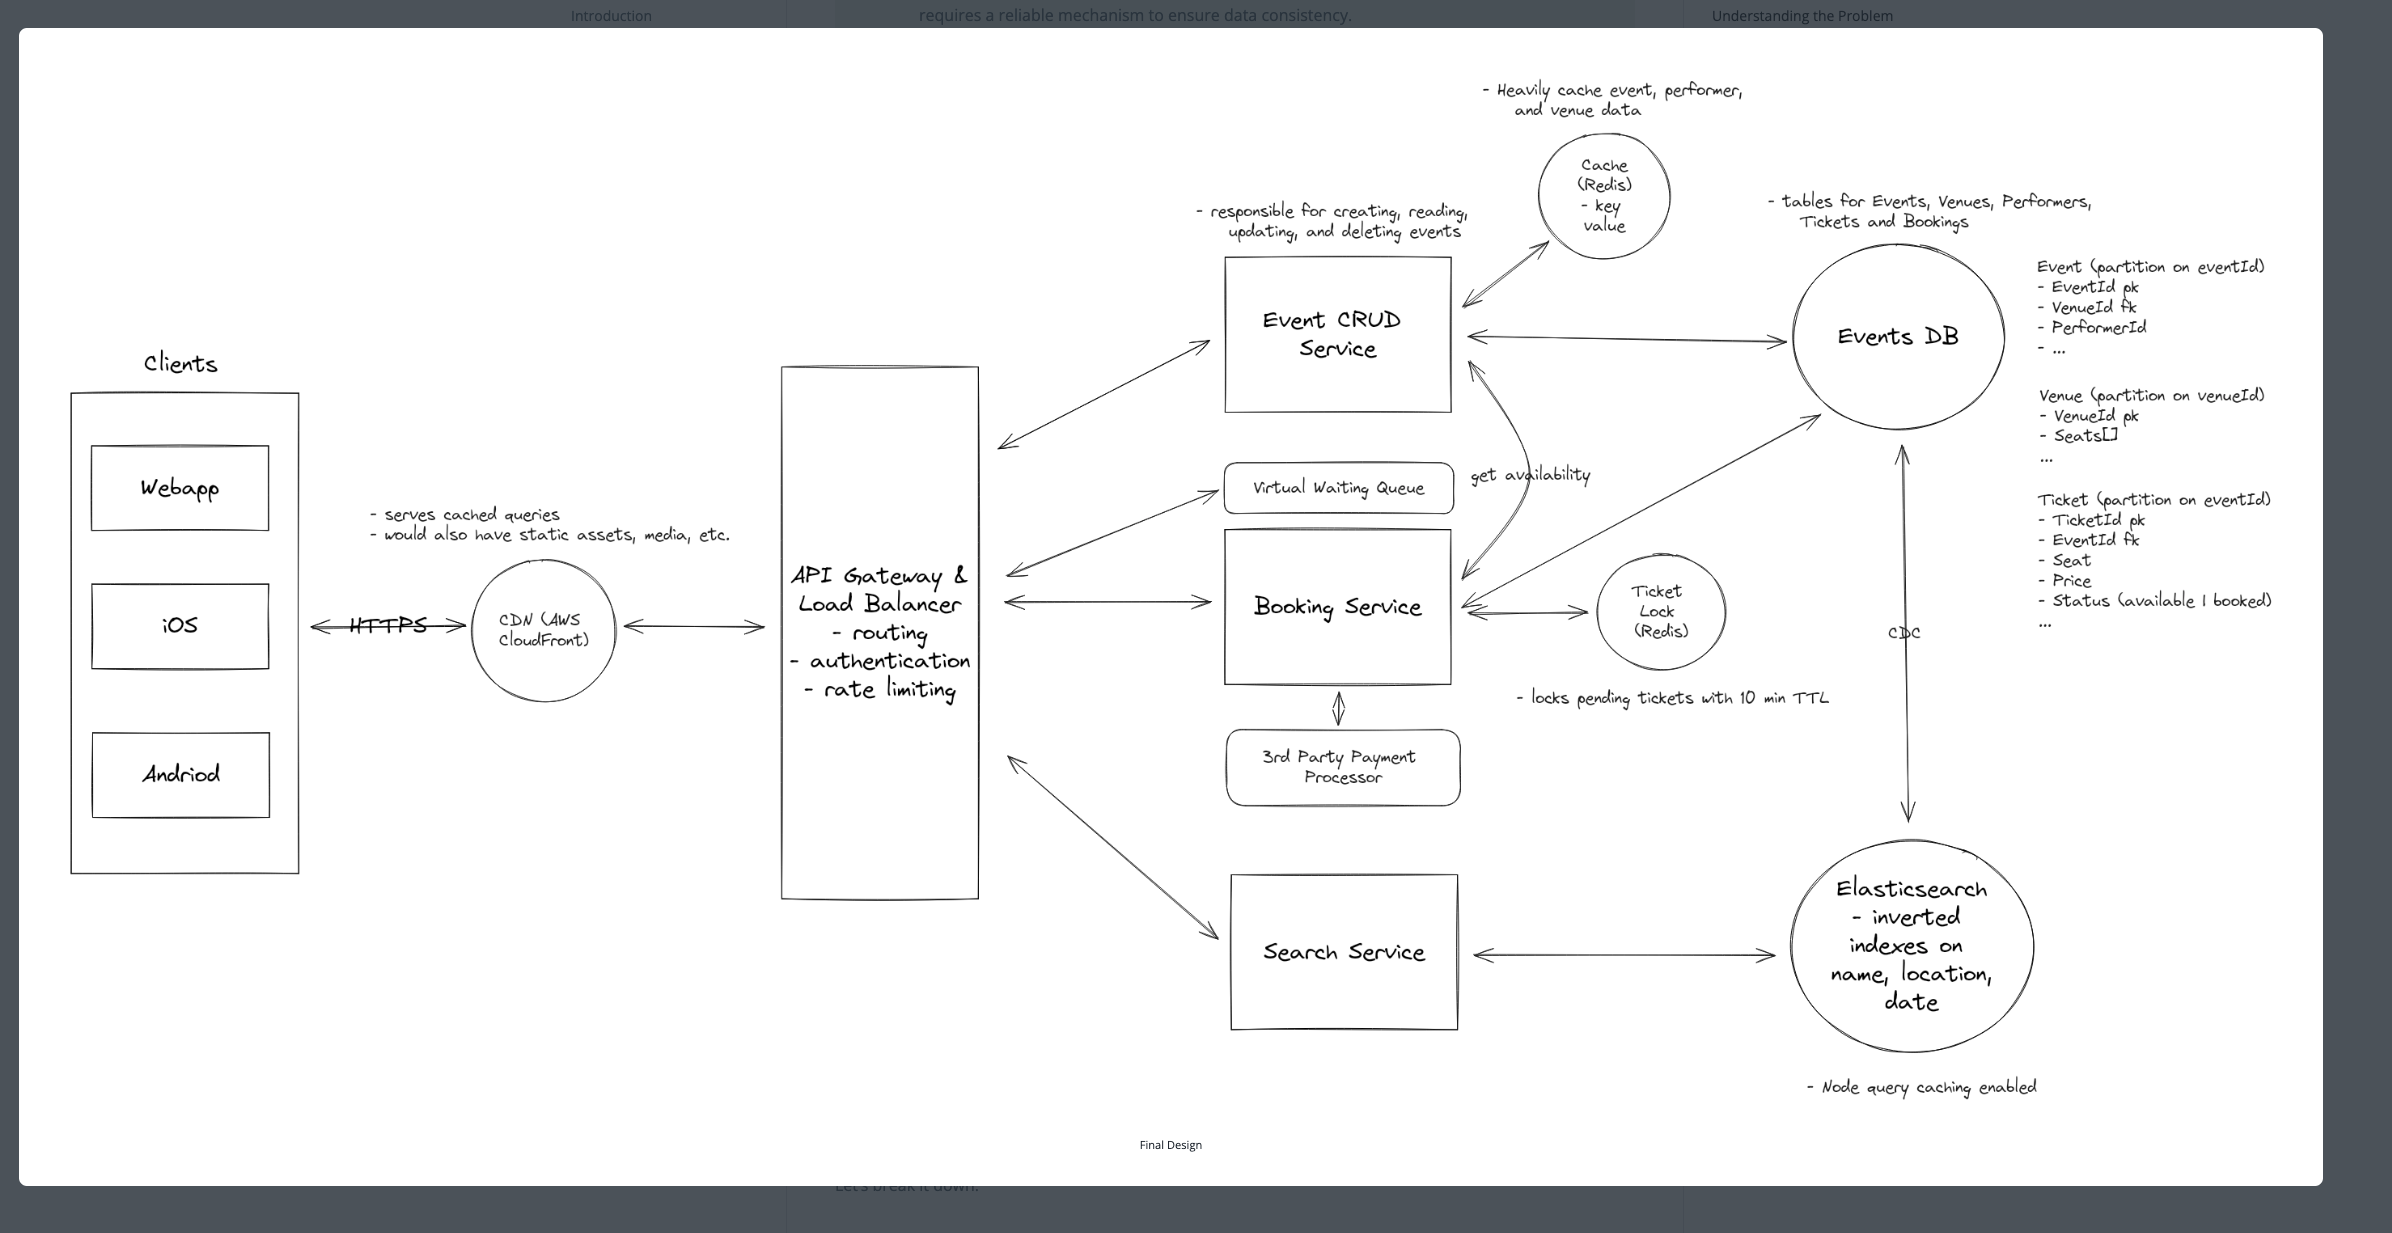 Introduction
requires a reliable mechanism to ensure data consistency.
Understanding the Problem
- Heavily cache event, performer,
and venue data
Cache
(Redis)
- key
value
- responsible for creating, reading,
updating, and deleting events
- tables for Events, Venues, Performers,
Tickets and Bookings
Event CRUD
Service
Events DB
Event (partition on eventId)
- EventId pk
- VenueId fk
- PerformerId
- ...
Venue (partition on venueId)
- VenueId pk
- Seats[]
...
Ticket (partition on eventId)
- TicketId pk
- EventId fk
- Seat
- Price
- Status (available | booked)
...
Clients
Webapp
iOS
Andriod
HTTPS
- serves cached queries
- would also have static assets, media, etc.
CDN (AWS
CloudFront)
API Gateway &
Load Balancer
- routing
- authentication
- rate limiting
Virtual Waiting Queue
get availability
Booking Service
Ticket
Lock
(Redis)
- locks pending tickets with 10 min TTL
CDC
3rd Party Payment
Processor
Search Service
Elasticsearch
- inverted
indexes on
name, location,
date
- Node query caching enabled
Final Design
Let's break it down: